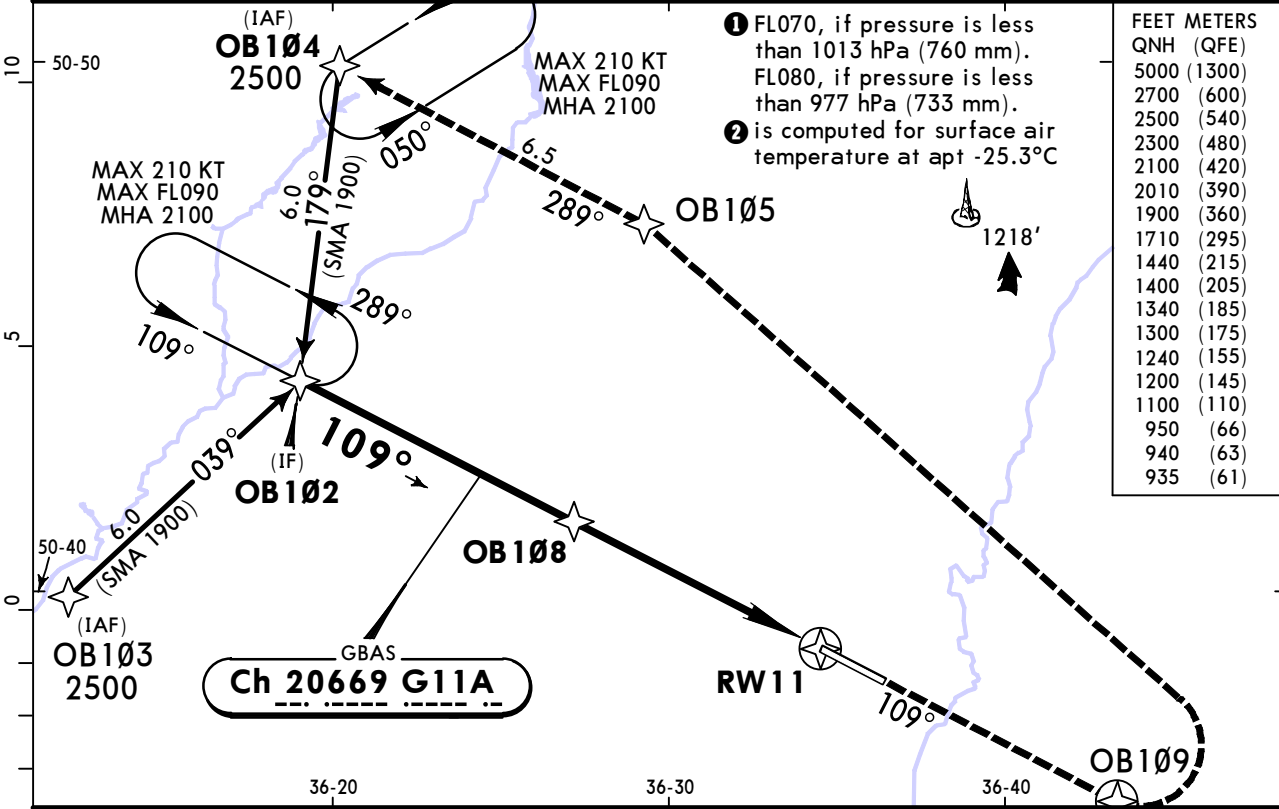 (IAF)
OB1Ø4
2500
50-50
10
MAX 210 KT
MAX FL090
MHA 2100
050°
MAX 210 KT
MAX FL090
MHA 2100
6.0
179°
(SMA 1900)
289°
109°
6.5
289°
OB1Ø5
❶ FL070, if pressure is less
than 1013 hPa (760 mm).
FL080, if pressure is less
than 977 hPa (733 mm).
❷ is computed for surface air
temperature at apt -25.3°C
1218'
FEET METERS
QNH (QFE)
5000 (1300)
2700 (600)
2500 (540)
2300 (480)
2100 (420)
2010 (390)
1900 (360)
1710 (295)
1440 (215)
1400 (205)
1340 (185)
1300 (175)
1240 (155)
1200 (145)
1100 (110)
950 (66)
940 (63)
935 (61)
5
039°
6.0
(SMA 1900)
(IF)
OB1Ø2
109°
OB1Ø8
50-40
0
(IAF)
OB1Ø3
2500
GBAS
Ch 20669 G11A
RW11
109°
OB1Ø9
36-20
36-30
36-40